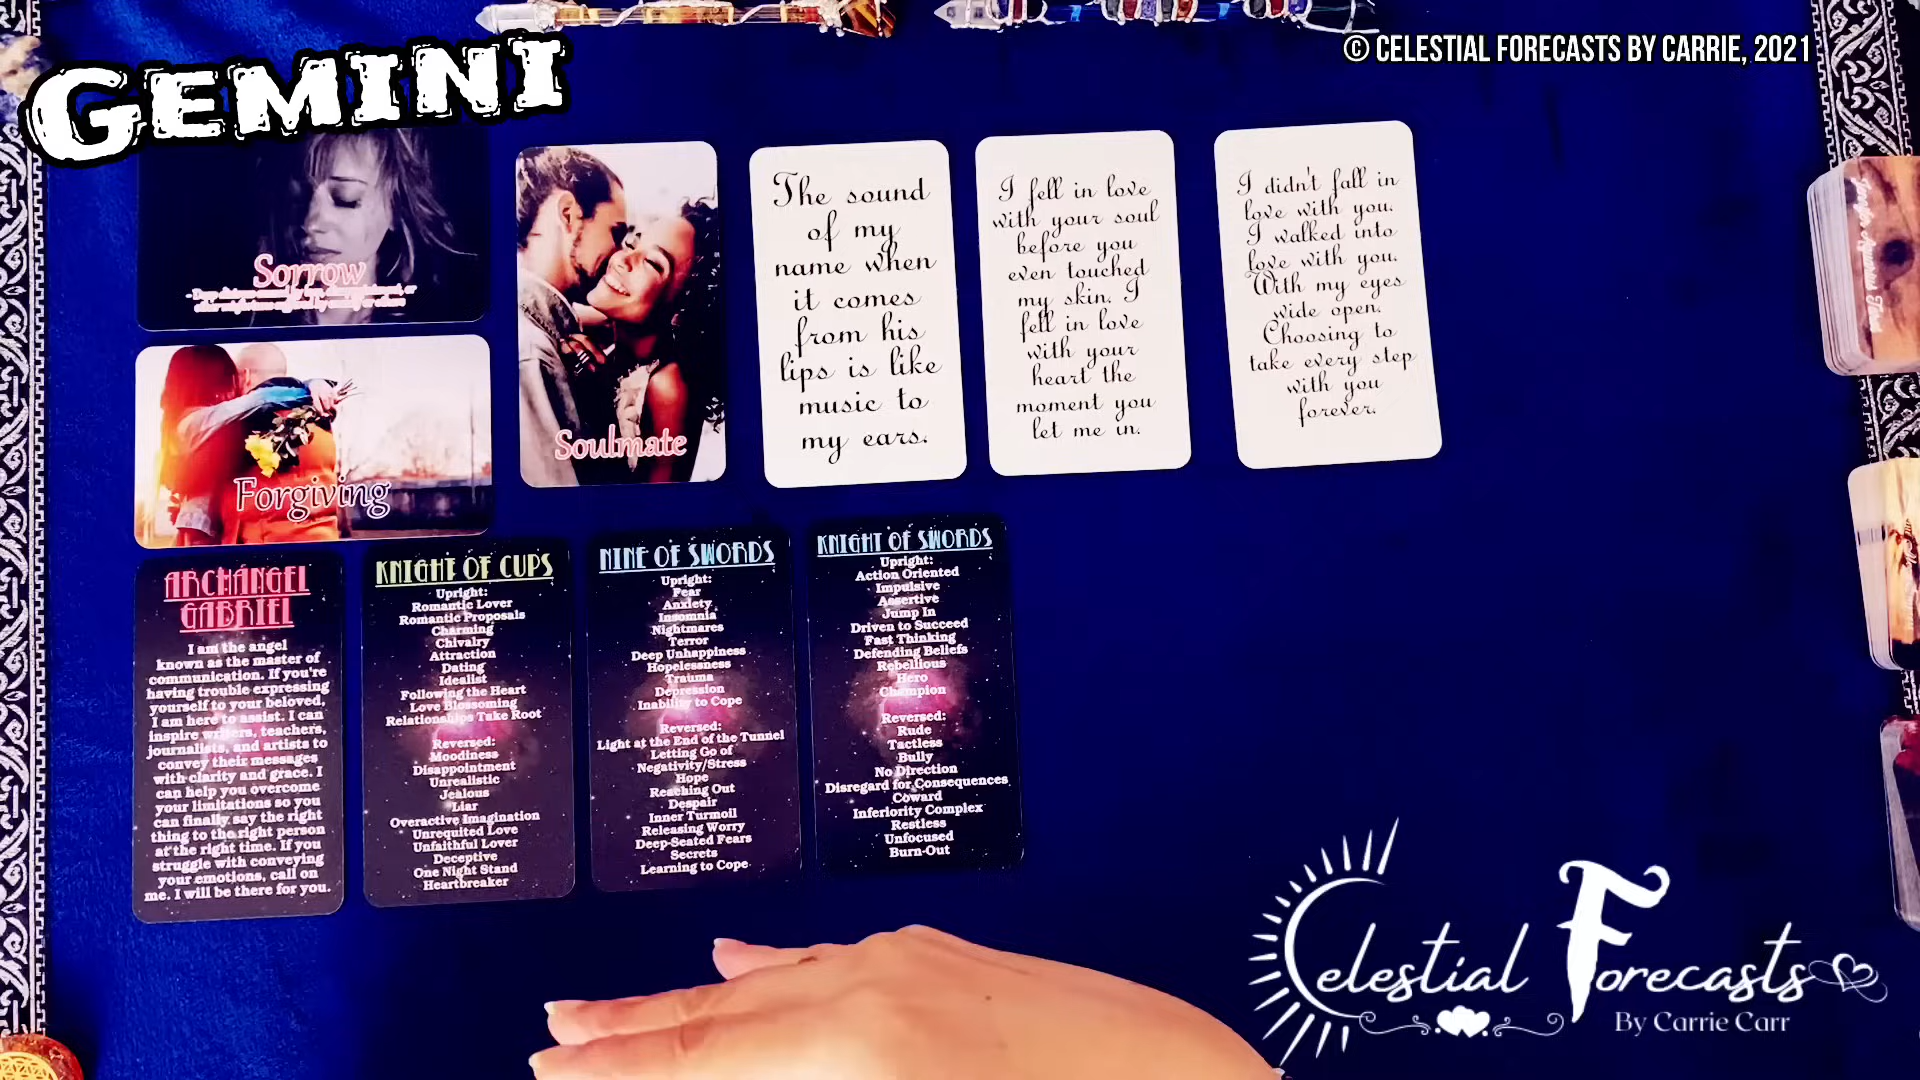 GEMINI
© CELESTIAL FORECASTS BY CARRIE, 2021
Sorrow
Forgiving
Soulmate
The sound
of my
name when
it comes
from his
lips is like
music to
my ears.
I fell in love
with your soul
before you
even touched
my skin. I
fell in love
with your
heart the
moment you
let me in.
I didn't fall in
love with you.
I walked into
love with you.
With my eyes
wide open.
Choosing to
take every step
with you
forever.
ARCHANGEL
GABRIEL
I am the angel
known as the master of
communication. If you're
having trouble expressing
yourself to your beloved,
I am here to assist. I can
inspire writers, teachers,
journalists, and artists to
convey their messages
with clarity and grace. I
can help you overcome
your limitations so you
can finally say the right
thing to the right person
at the right time. If you
struggle with conveying
your emotions, call on
me. I will be there for you.
KNIGHT OF CUPS
Upright:
Romantic Lover
Romantic Proposals
Charming
Chivalry
Attraction
Dating
Idealist
Following the Heart
Love Blossoming
Relationships Take Root
Reversed:
Moodiness
Disappointment
Unrealistic
Jealous
Liar
Overactive Imagination
Unrequited Love
Unfaithful Lover
Deceptive
One Night Stand
Heartbreaker
NINE OF SWORDS
Upright:
Fear
Anxiety
Insomnia
Nightmares
Terror
Deep Unhappiness
Hopelessness
Trauma
Depression
Inability to Cope
Reversed:
Light at the End of the Tunnel
Letting Go of
Negativity/Stress
Hope
Reaching Out
Despair
Inner Turmoil
Releasing Worry
Deep-Seated Fears
Secrets
Learning to Cope
KNIGHT OF SWORDS
Upright:
Action Oriented
Impulsive
Assertive
Jump In
Driven to Succeed
Fast Thinking
Defending Beliefs
Rebellious
Hero
Champion
Reversed:
Rude
Tactless
Bully
No Direction
Disregard for Consequences
Coward
Inferiority Complex
Restless
Unfocused
Burn-Out
Celestial Forecasts
By Carrie Carr